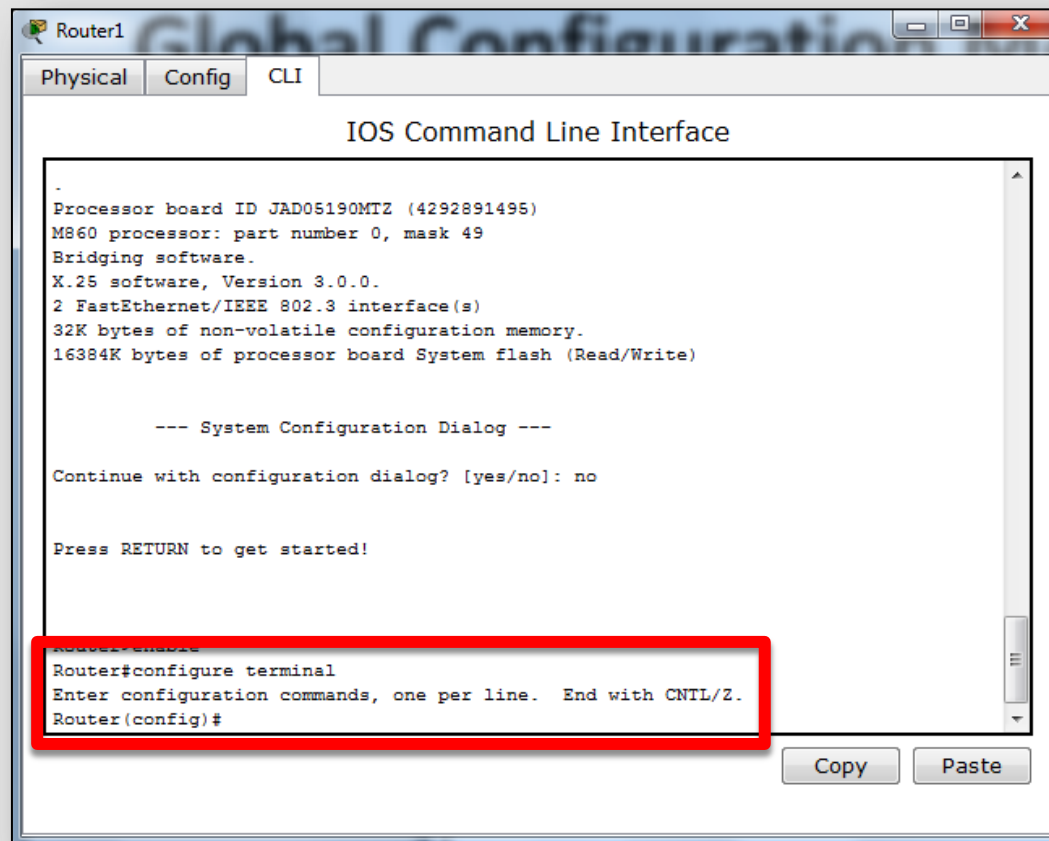 Router1
Global Configuration M
Physical Config CLI
IOS Command Line Interface
.
Processor board ID JAD05190MTZ (4292891495)
M860 processor: part number 0, mask 49
Bridging software.
X.25 software, Version 3.0.0.
2 FastEthernet/IEEE 802.3 interface(s)
32K bytes of non-volatile configuration memory.
16384K bytes of processor board System flash (Read/Write)
--- System Configuration Dialog ---
Continue with configuration dialog? [yes/no]: no
Press RETURN to get started!
Router>enable
Router#configure terminal
Enter configuration commands, one per line.  End with CNTL/Z.
Router(config)#
Copy Paste